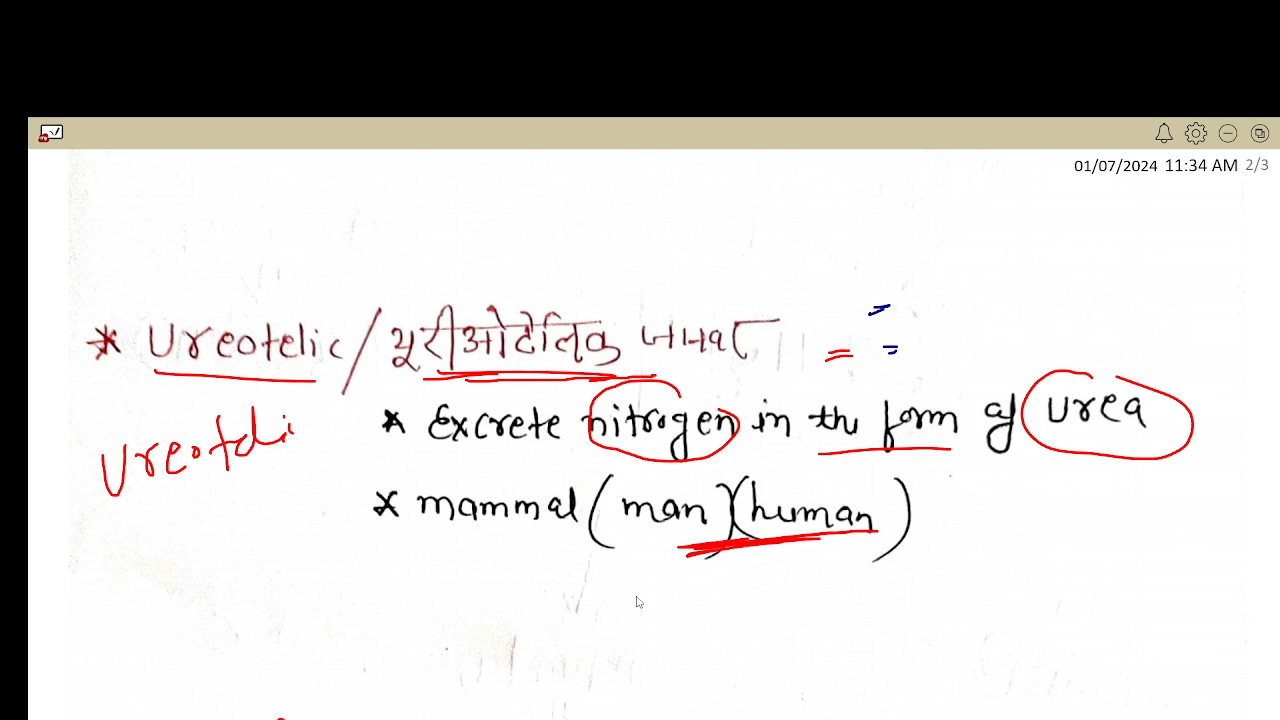 01/07/2024 11:34 AM 2/3
* Ureotelic / यूरीओटेलिक जानवर
* Excrete nitrogen in the form of urea
Ureoteli
* mammal (man)(human)